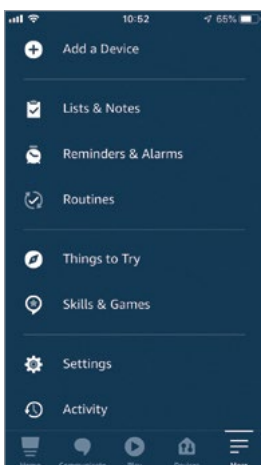 10:52
65%
Add a Device
Lists & Notes
Reminders & Alarms
Routines
Things to Try
Skills & Games
Settings
Activity